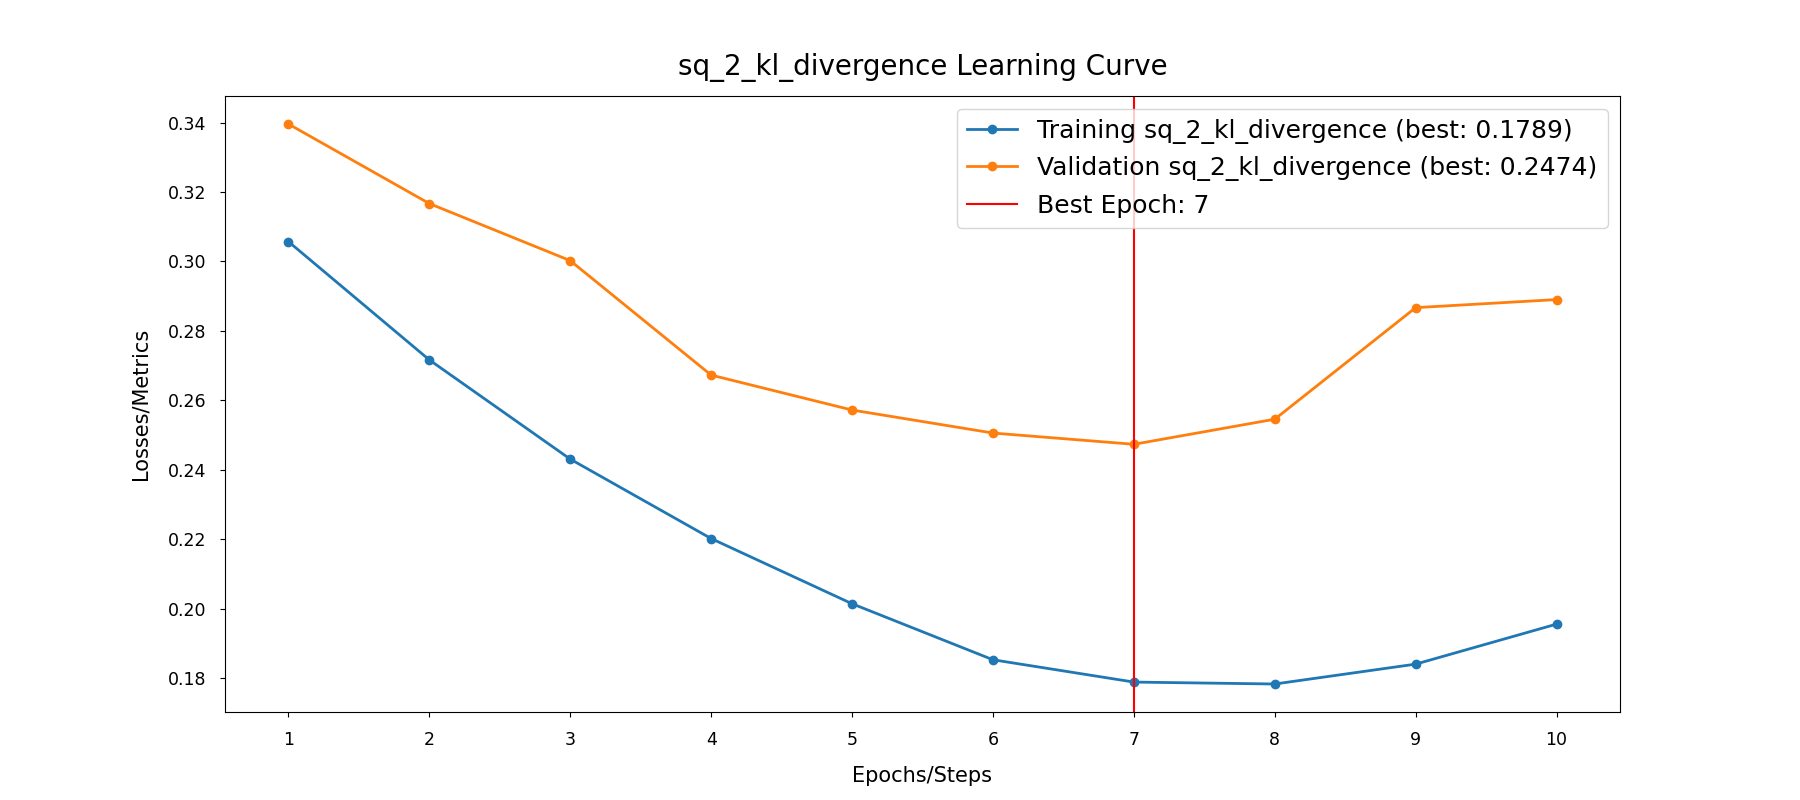 sq_2_kl_divergence Learning Curve
Training sq_2_kl_divergence (best: 0.1789)
Validation sq_2_kl_divergence (best: 0.2474)
Best Epoch: 7
Losses/Metrics
0.34
0.32
0.30
0.28
0.26
0.24
0.22
0.20
0.18
1 2 3 4 5 6 7 8 9 10
Epochs/Steps